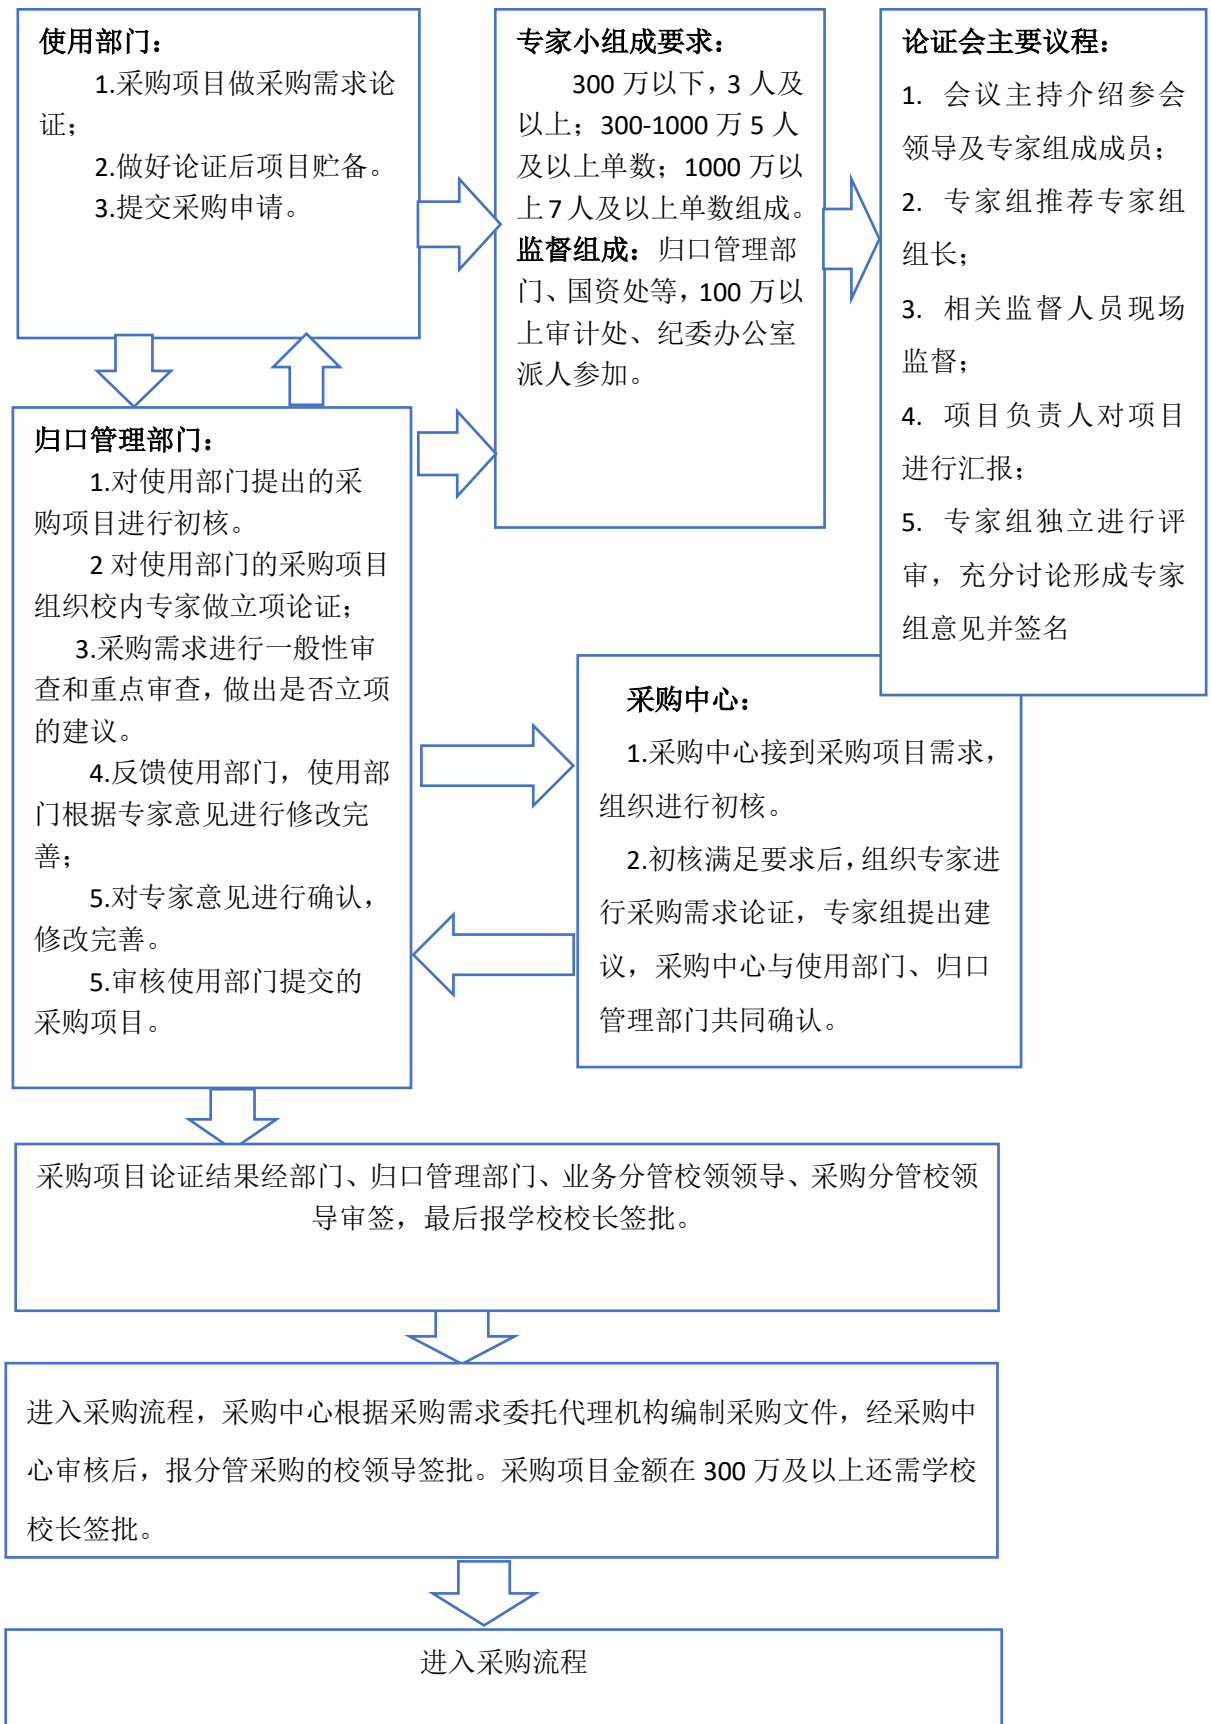 使用部门：
1.采购项目做采购需求论
证；
2.做好论证后项目贮备。
3.提交采购申请。
专家小组成要求：
300 万以下，3 人及
以上；300-1000 万 5 人
及以上单数；1000 万以
上 7 人及以上单数组成。
监督组成：归口管理部
门、国资处等，100 万以
上审计处、纪委办公室
派人参加。
论证会主要议程：
1. 会议主持介绍参会
领导及专家组成成员；
2. 专家组推荐专家组
组长；
3. 相关监督人员现场
监督；
4. 项目负责人对项目
进行汇报；
5. 专家组独立进行评
审，充分讨论形成专家
组意见并签名
归口管理部门：
1.对使用部门提出的采
购项目进行初核。
2 对使用部门的采购项目
组织校内专家做立项论证；
3.采购需求进行一般性审
查和重点审查，做出是否立项
的建议。
4.反馈使用部门，使用部
门根据专家意见进行修改完
善；
5.对专家意见进行确认，
修改完善。
5.审核使用部门提交的
采购项目。
采购中心：
1.采购中心接到采购项目需求，
组织进行初核。
2.初核满足要求后，组织专家进
行采购需求论证，专家组提出建
议，采购中心与使用部门、归口
管理部门共同确认。
采购项目论证结果经部门、归口管理部门、业务分管校领领导、采购分管校领
导审签，最后报学校校长签批。
进入采购流程，采购中心根据采购需求委托代理机构编制采购文件，经采购中
心审核后，报分管采购的校领导签批。采购项目金额在 300 万及以上还需学校
校长签批。
进入采购流程